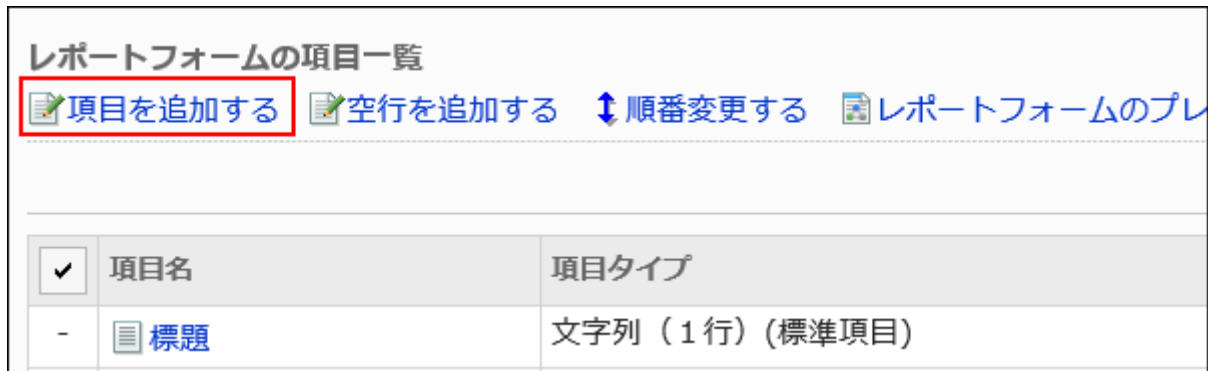 レポートフォームの項目一覧
項目を追加する 空行を追加する 順番変更する レポートフォームのプレ
項目名 項目タイプ
- 標題 文字列（１行）(標準項目)